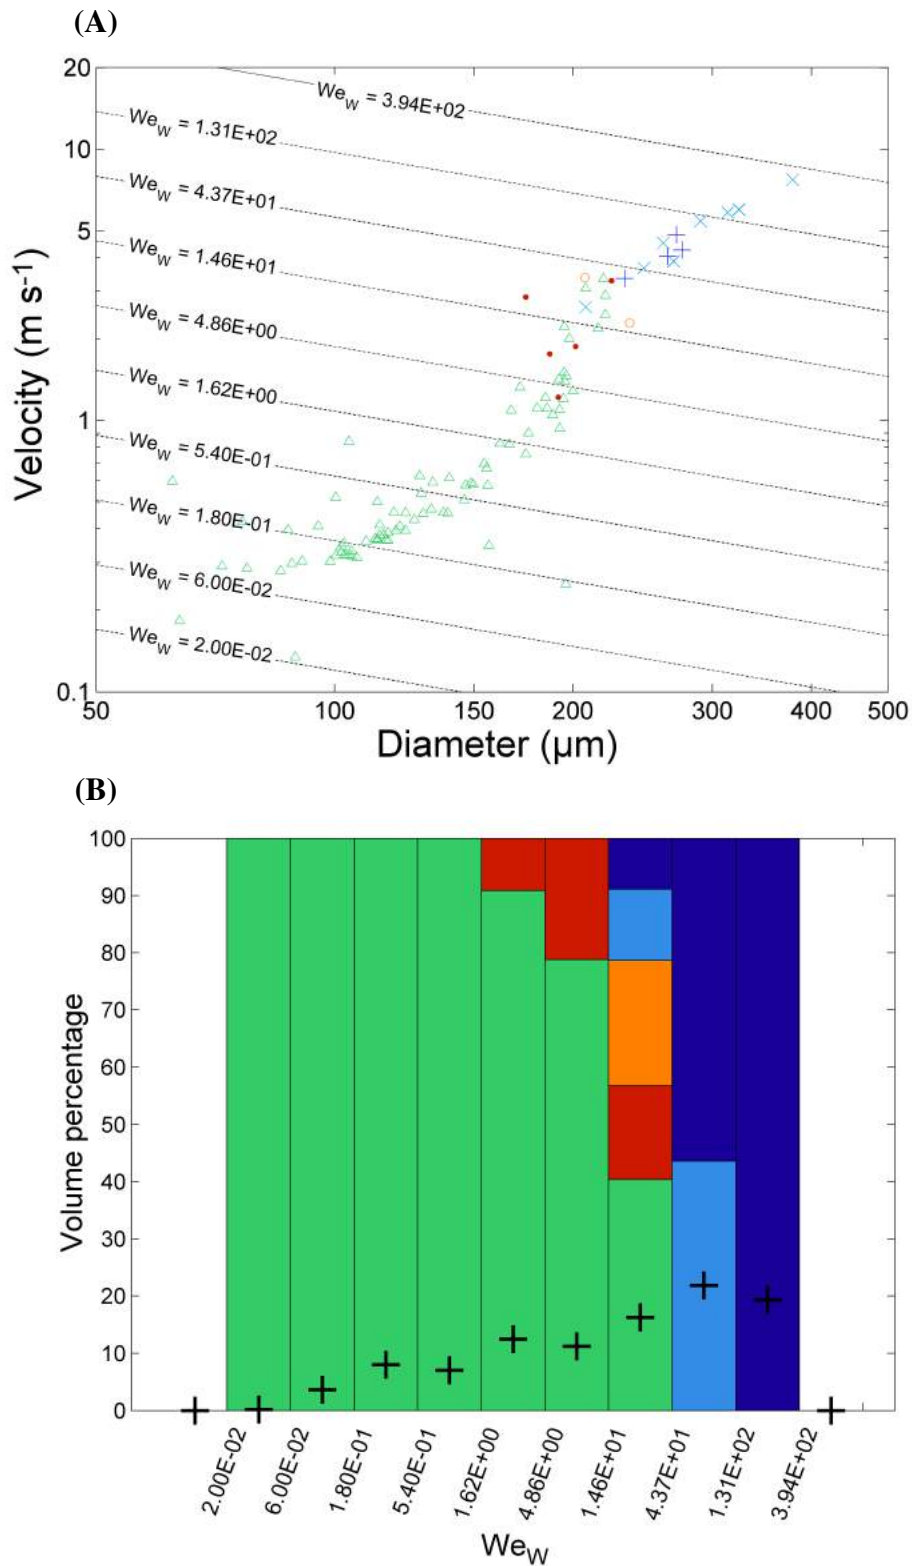 (A)
20
10
5
1
0.1
Velocity (m s-1)
We_W = 3.94E+02
We_W = 1.31E+02
We_W = 4.37E+01
We_W = 1.46E+01
We_W = 4.86E+00
We_W = 1.62E+00
We_W = 5.40E-01
We_W = 1.80E-01
We_W = 6.00E-02
We_W = 2.00E-02
50 100 150 200 300 400 500
Diameter (µm)
(B)
100
90
80
70
60
50
40
30
20
10
0
Volume percentage
2.00E-02 6.00E-02 1.80E-01 5.40E-01 1.62E+00 4.86E+00 1.46E+01 4.37E+01 1.31E+02 3.94E+02
We_W